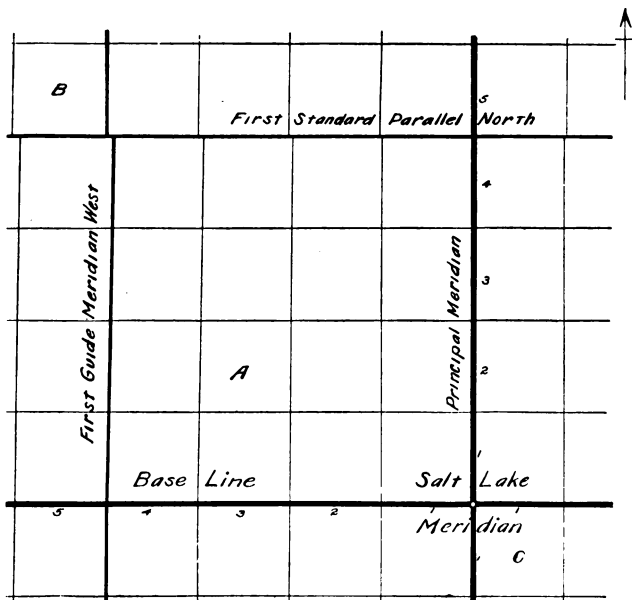 B
5
First Standard Parallel North
4
First Guide Meridian West
Principal Meridian
3
A
2
1
Base Line
Salt Lake
5 4 3 2 1 1
Meridian
1 C